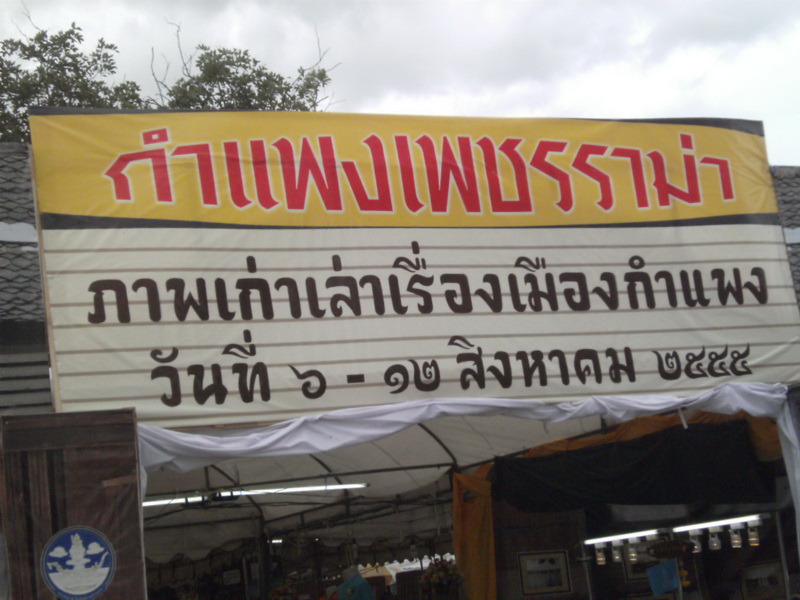 กำแพงเพชรราม่า
ภาพเก่าเล่าเรื่องเมืองกำแพง
วันที่ ๖ - ๑๒ สิงหาคม ๒๕๕๕